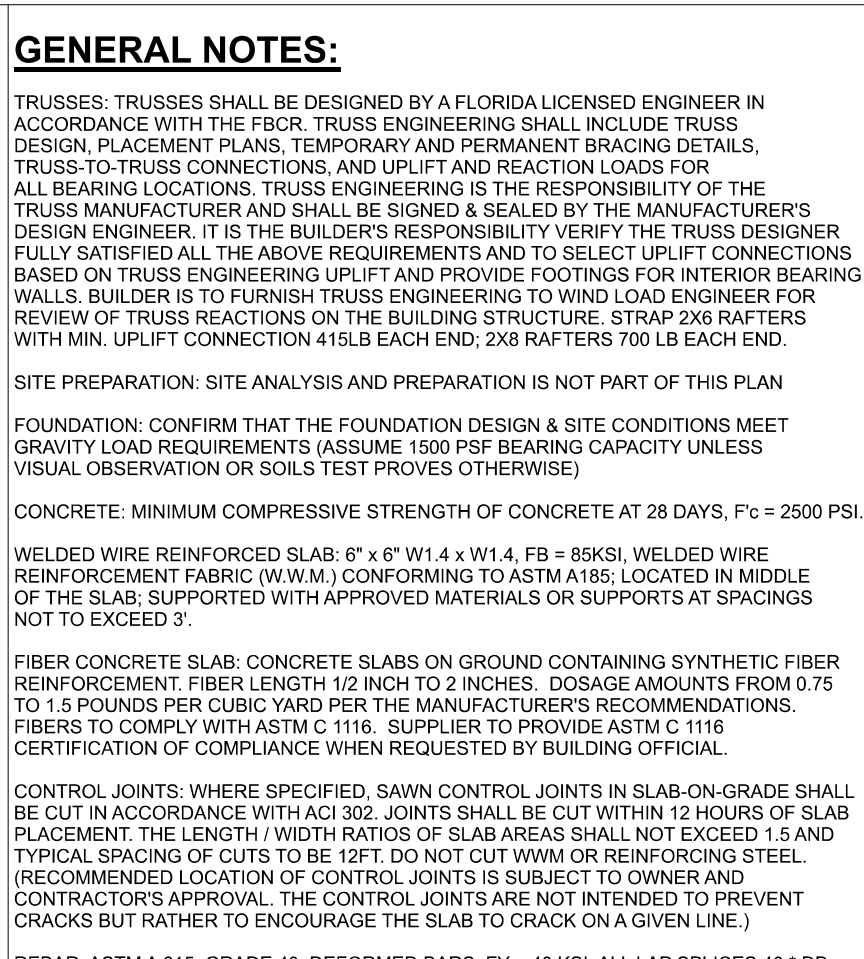 GENERAL NOTES:
TRUSSES: TRUSSES SHALL BE DESIGNED BY A FLORIDA LICENSED ENGINEER IN
ACCORDANCE WITH THE FBCR. TRUSS ENGINEERING SHALL INCLUDE TRUSS
DESIGN, PLACEMENT PLANS, TEMPORARY AND PERMANENT BRACING DETAILS,
TRUSS-TO-TRUSS CONNECTIONS, AND UPLIFT AND REACTION LOADS FOR
ALL BEARING LOCATIONS. TRUSS ENGINEERING IS THE RESPONSIBILITY OF THE
TRUSS MANUFACTURER AND SHALL BE SIGNED & SEALED BY THE MANUFACTURER'S
DESIGN ENGINEER. IT IS THE BUILDER'S RESPONSIBILITY VERIFY THE TRUSS DESIGNER
FULLY SATISFIED ALL THE ABOVE REQUIREMENTS AND TO SELECT UPLIFT CONNECTIONS
BASED ON TRUSS ENGINEERING UPLIFT AND PROVIDE FOOTINGS FOR INTERIOR BEARING
WALLS. BUILDER IS TO FURNISH TRUSS ENGINEERING TO WIND LOAD ENGINEER FOR
REVIEW OF TRUSS REACTIONS ON THE BUILDING STRUCTURE. STRAP 2X6 RAFTERS
WITH MIN. UPLIFT CONNECTION 415LB EACH END; 2X8 RAFTERS 700 LB EACH END.
SITE PREPARATION: SITE ANALYSIS AND PREPARATION IS NOT PART OF THIS PLAN
FOUNDATION: CONFIRM THAT THE FOUNDATION DESIGN & SITE CONDITIONS MEET
GRAVITY LOAD REQUIREMENTS (ASSUME 1500 PSF BEARING CAPACITY UNLESS
VISUAL OBSERVATION OR SOILS TEST PROVES OTHERWISE)
CONCRETE: MINIMUM COMPRESSIVE STRENGTH OF CONCRETE AT 28 DAYS, F'c = 2500 PSI.
WELDED WIRE REINFORCED SLAB: 6" x 6" W1.4 x W1.4, FB = 85KSI, WELDED WIRE
REINFORCEMENT FABRIC (W.W.M.) CONFORMING TO ASTM A185; LOCATED IN MIDDLE
OF THE SLAB; SUPPORTED WITH APPROVED MATERIALS OR SUPPORTS AT SPACINGS
NOT TO EXCEED 3'.
FIBER CONCRETE SLAB: CONCRETE SLABS ON GROUND CONTAINING SYNTHETIC FIBER
REINFORCEMENT. FIBER LENGTH 1/2 INCH TO 2 INCHES. DOSAGE AMOUNTS FROM 0.75
TO 1.5 POUNDS PER CUBIC YARD PER THE MANUFACTURER'S RECOMMENDATIONS.
FIBERS TO COMPLY WITH ASTM C 1116. SUPPLIER TO PROVIDE ASTM C 1116
CERTIFICATION OF COMPLIANCE WHEN REQUESTED BY BUILDING OFFICIAL.
CONTROL JOINTS: WHERE SPECIFIED, SAWN CONTROL JOINTS IN SLAB-ON-GRADE SHALL
BE CUT IN ACCORDANCE WITH ACI 302. JOINTS SHALL BE CUT WITHIN 12 HOURS OF SLAB
PLACEMENT. THE LENGTH / WIDTH RATIOS OF SLAB AREAS SHALL NOT EXCEED 1.5 AND
TYPICAL SPACING OF CUTS TO BE 12FT. DO NOT CUT WWM OR REINFORCING STEEL.
(RECOMMENDED LOCATION OF CONTROL JOINTS IS SUBJECT TO OWNER AND
CONTRACTOR'S APPROVAL. THE CONTROL JOINTS ARE NOT INTENDED TO PREVENT
CRACKS BUT RATHER TO ENCOURAGE THE SLAB TO CRACK ON A GIVEN LINE.)